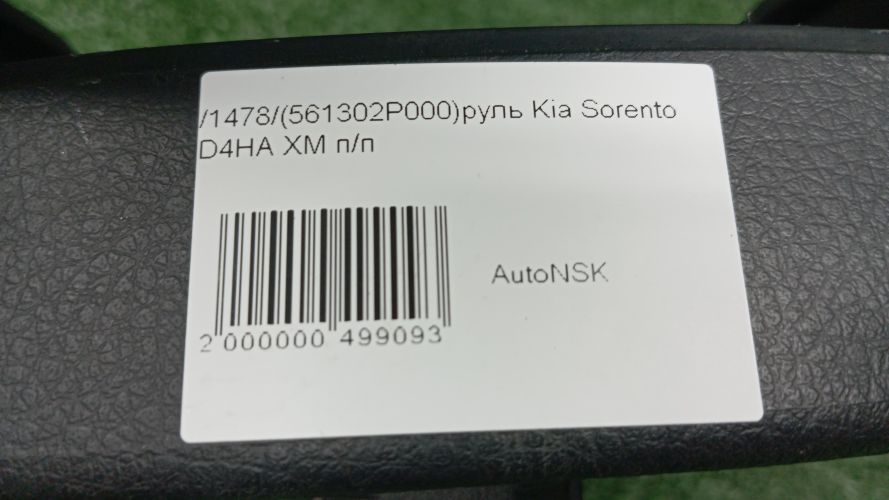 /1478/(561302P000)руль Kia Sorento
D4HA XM п/п
AutoNSK
2 000000 499093